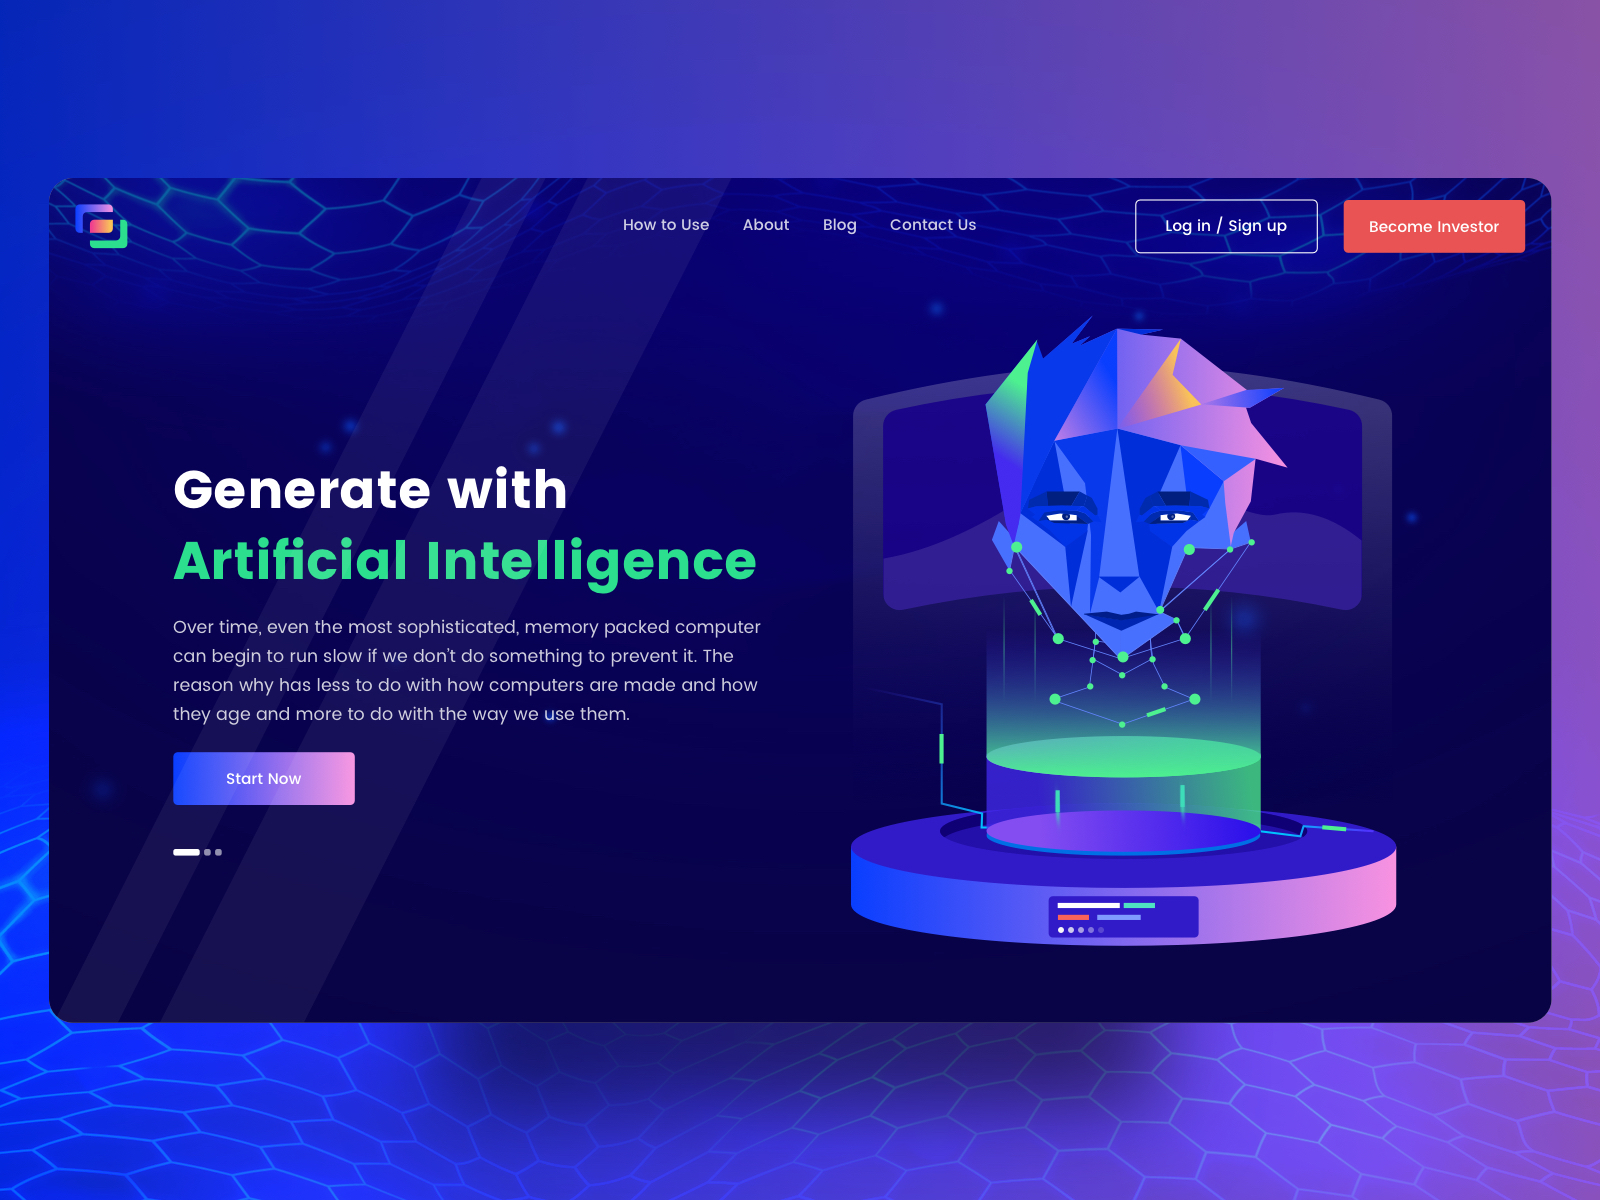 How to Use
About
Blog
Contact Us
Log in / Sign up
Become Investor
Generate with
Artificial Intelligence
Over time, even the most sophisticated, memory packed computer
can begin to run slow if we don't do something to prevent it. The
reason why has less to do with how computers are made and how
they age and more to do with the way we use them.
Start Now